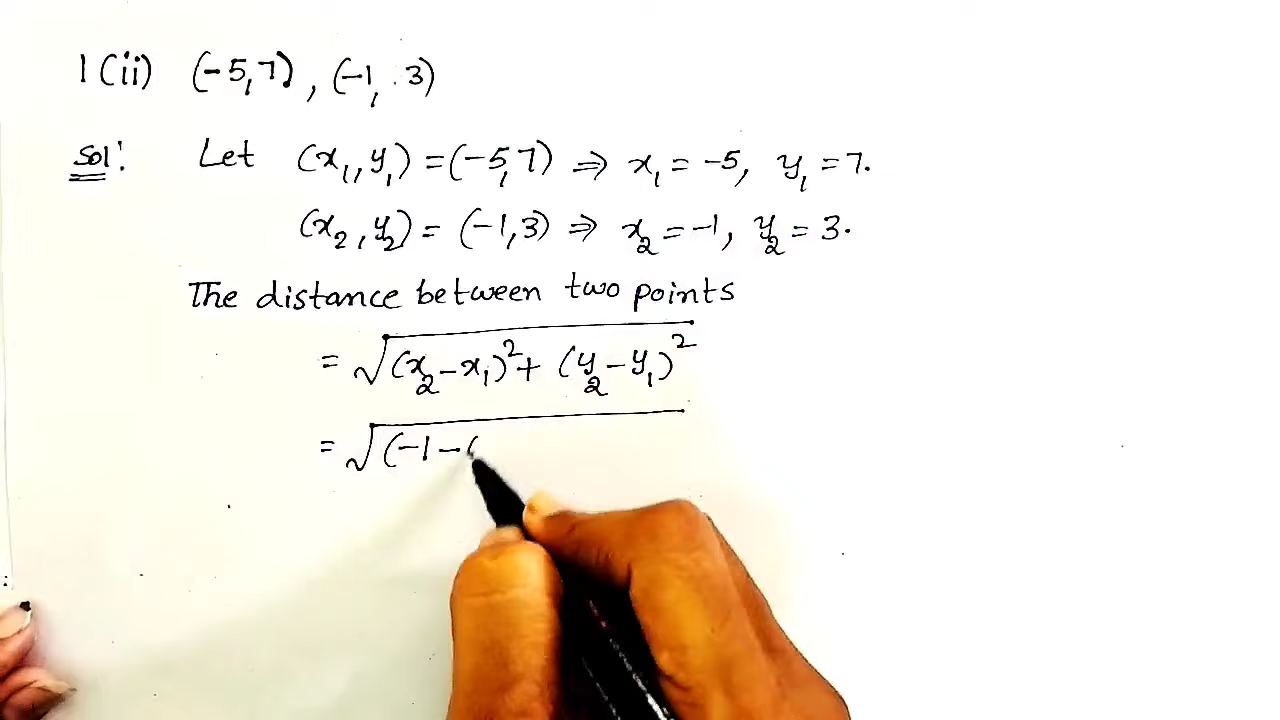 1(ii) (-5,7), (-1, 3)
Sol: Let (x₁, y₁) = (-5,7) ⇒ x₁ = -5, y₁ = 7.
(x₂, y₂) = (-1,3) ⇒ x₂ = -1, y₂ = 3.
The distance between two points
= √(x₂ - x₁)² + (y₂ - y₁)²
= √(-1 - (